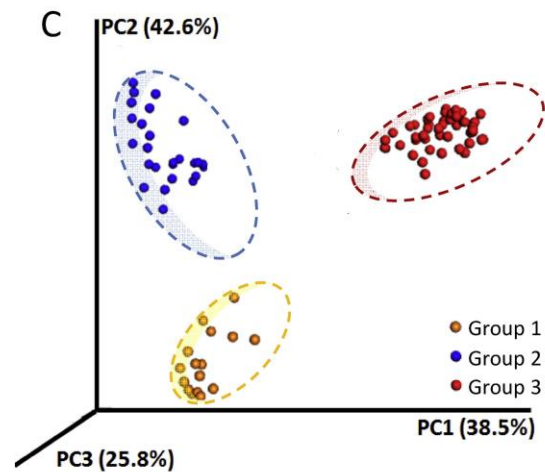 C
PC2 (42.6%)
Group 1
Group 2
Group 3
PC1 (38.5%)
PC3 (25.8%)